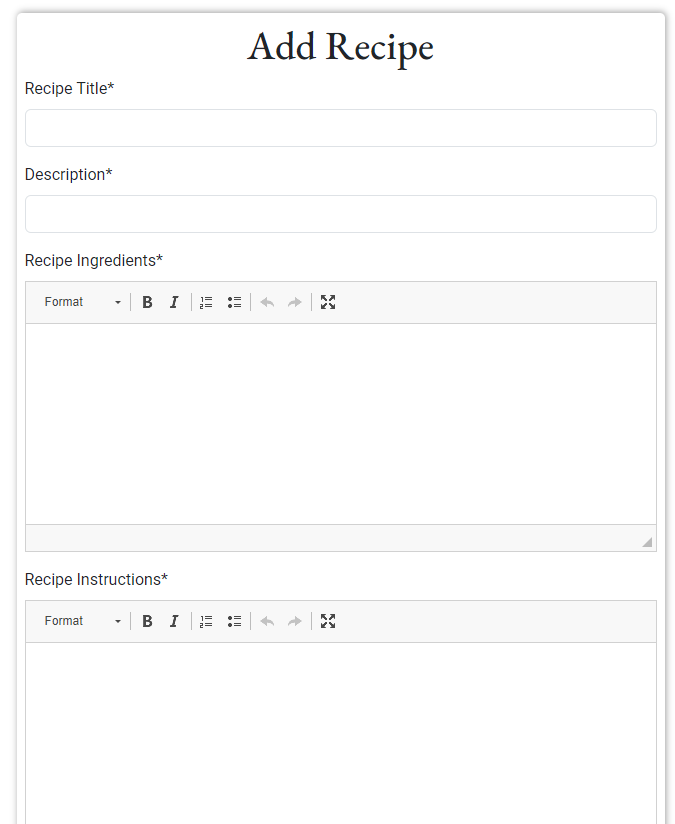 Add Recipe
Recipe Title*
Description*
Recipe Ingredients*
Format B I
Recipe Instructions*
Format B I